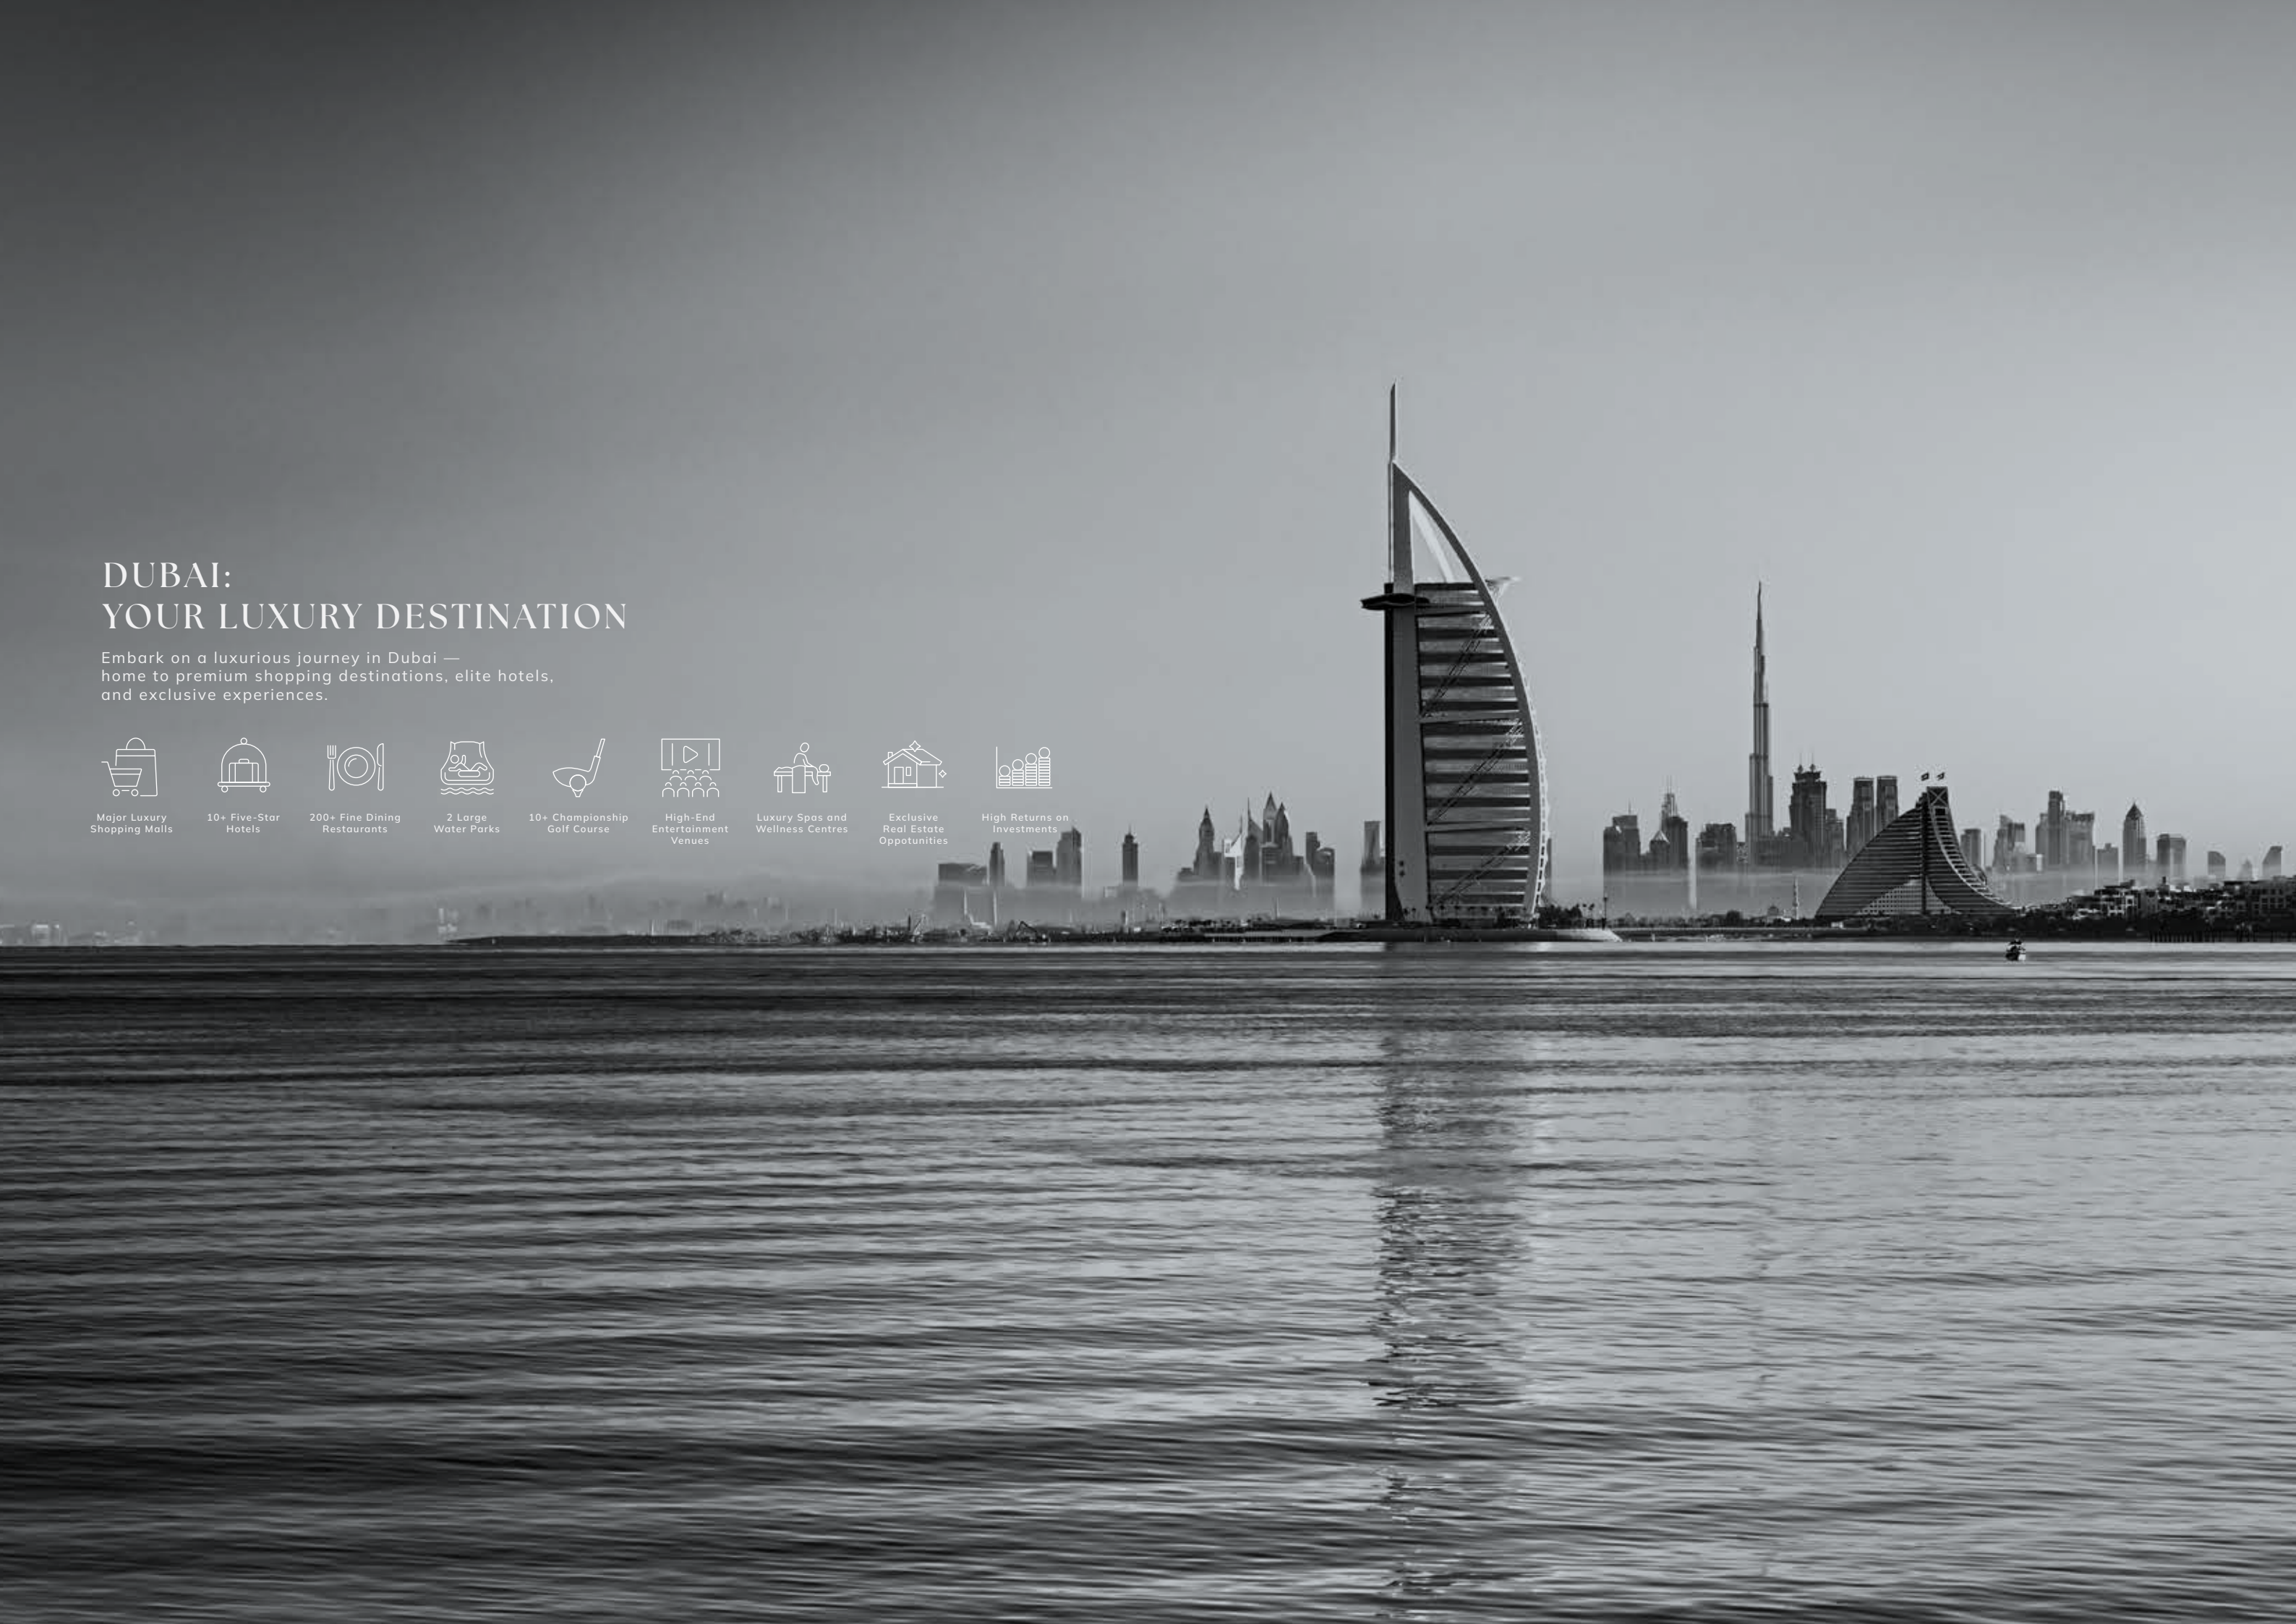 DUBAI:
YOUR LUXURY DESTINATION
Embark on a luxurious journey in Dubai —
home to premium shopping destinations, elite hotels,
and exclusive experiences.
Major Luxury
Shopping Malls
10+ Five-Star
Hotels
200+ Fine Dining
Restaurants
2 Large
Water Parks
10+ Championship
Golf Course
High-End
Entertainment
Venues
Luxury Spas and
Wellness Centres
Exclusive
Real Estate
Oppotunities
High Returns on
Investments